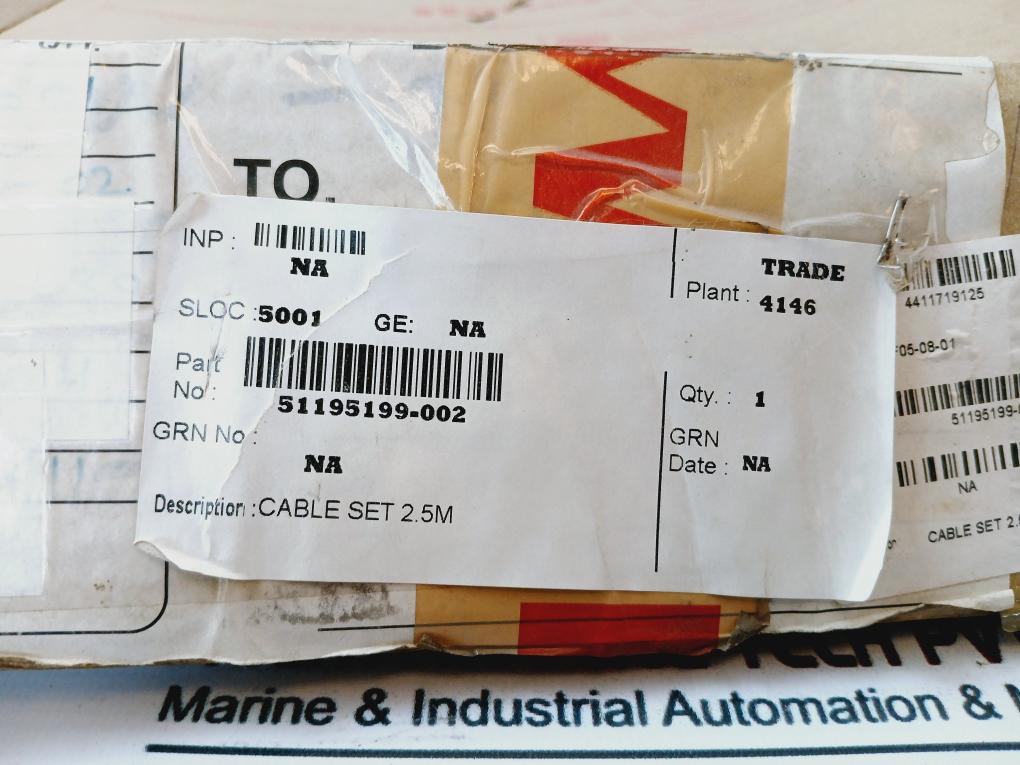 TO,
INP :
NA
TRADE
Plant : 4146
SLOC :5001 GE: NA
Part
No :
51195199-002
Qty. : 1
GRN No :
NA
GRN
Date : NA
Description :CABLE SET 2.5M
4411719125
F05-08-01
51195199-
NA
CABLE SET 2.
TECH PV
Marine & Industrial Automation &